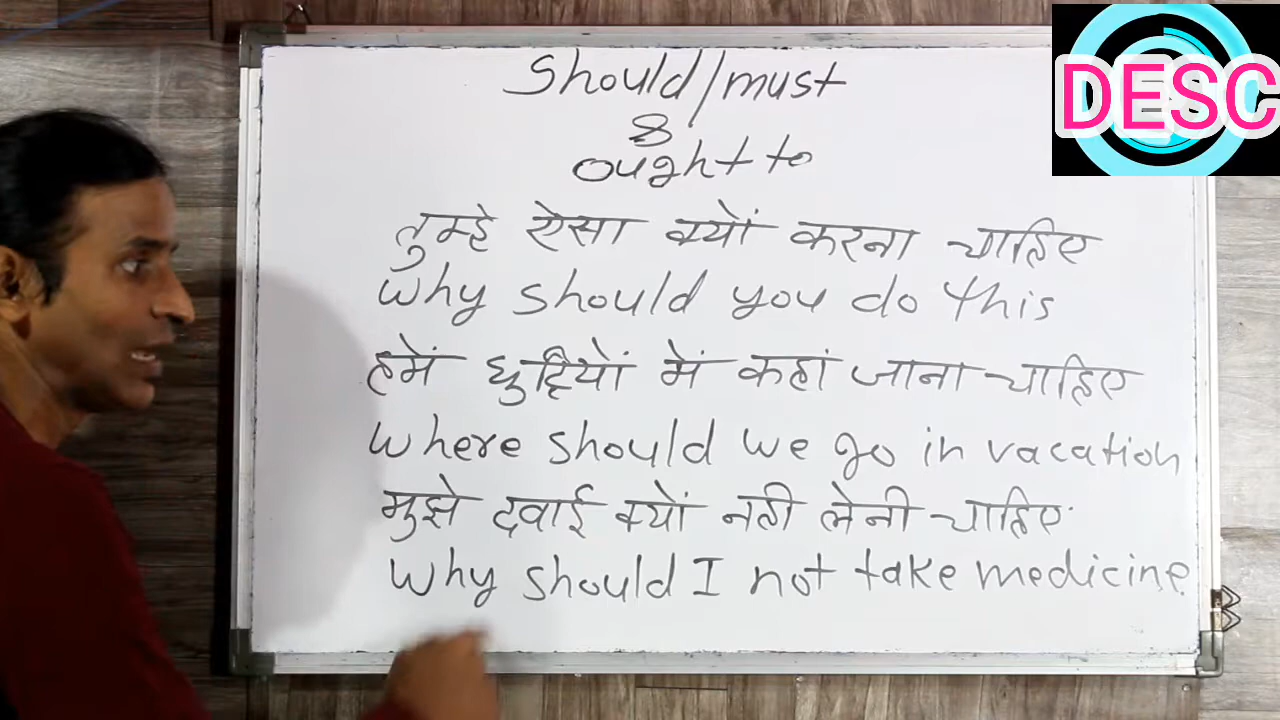 DESC
Should/must
&
ought to
तुम्हे ऐसा क्यों करना चाहिए
Why should you do this
हमें छुट्टियों में कहां जाना चाहिए
Where should we go in vacation
मुझे दवाई क्यों नही लेनी चाहिए
Why should I not take medicine.